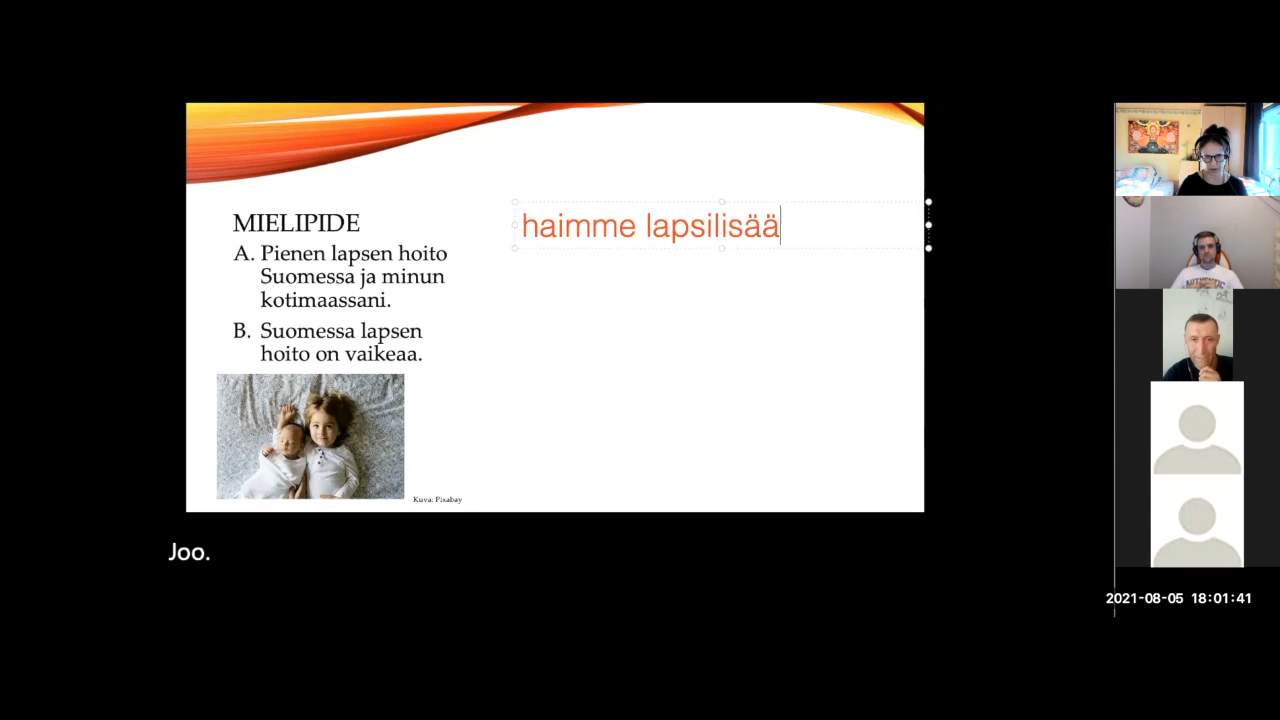 MIELIPIDE
A. Pienen lapsen hoito
Suomessa ja minun
kotimaassani.
B. Suomessa lapsen
hoito on vaikeaa.
Kuva: Pixabay
haimme lapsilisää
Joo.
2021-08-05 18:01:41